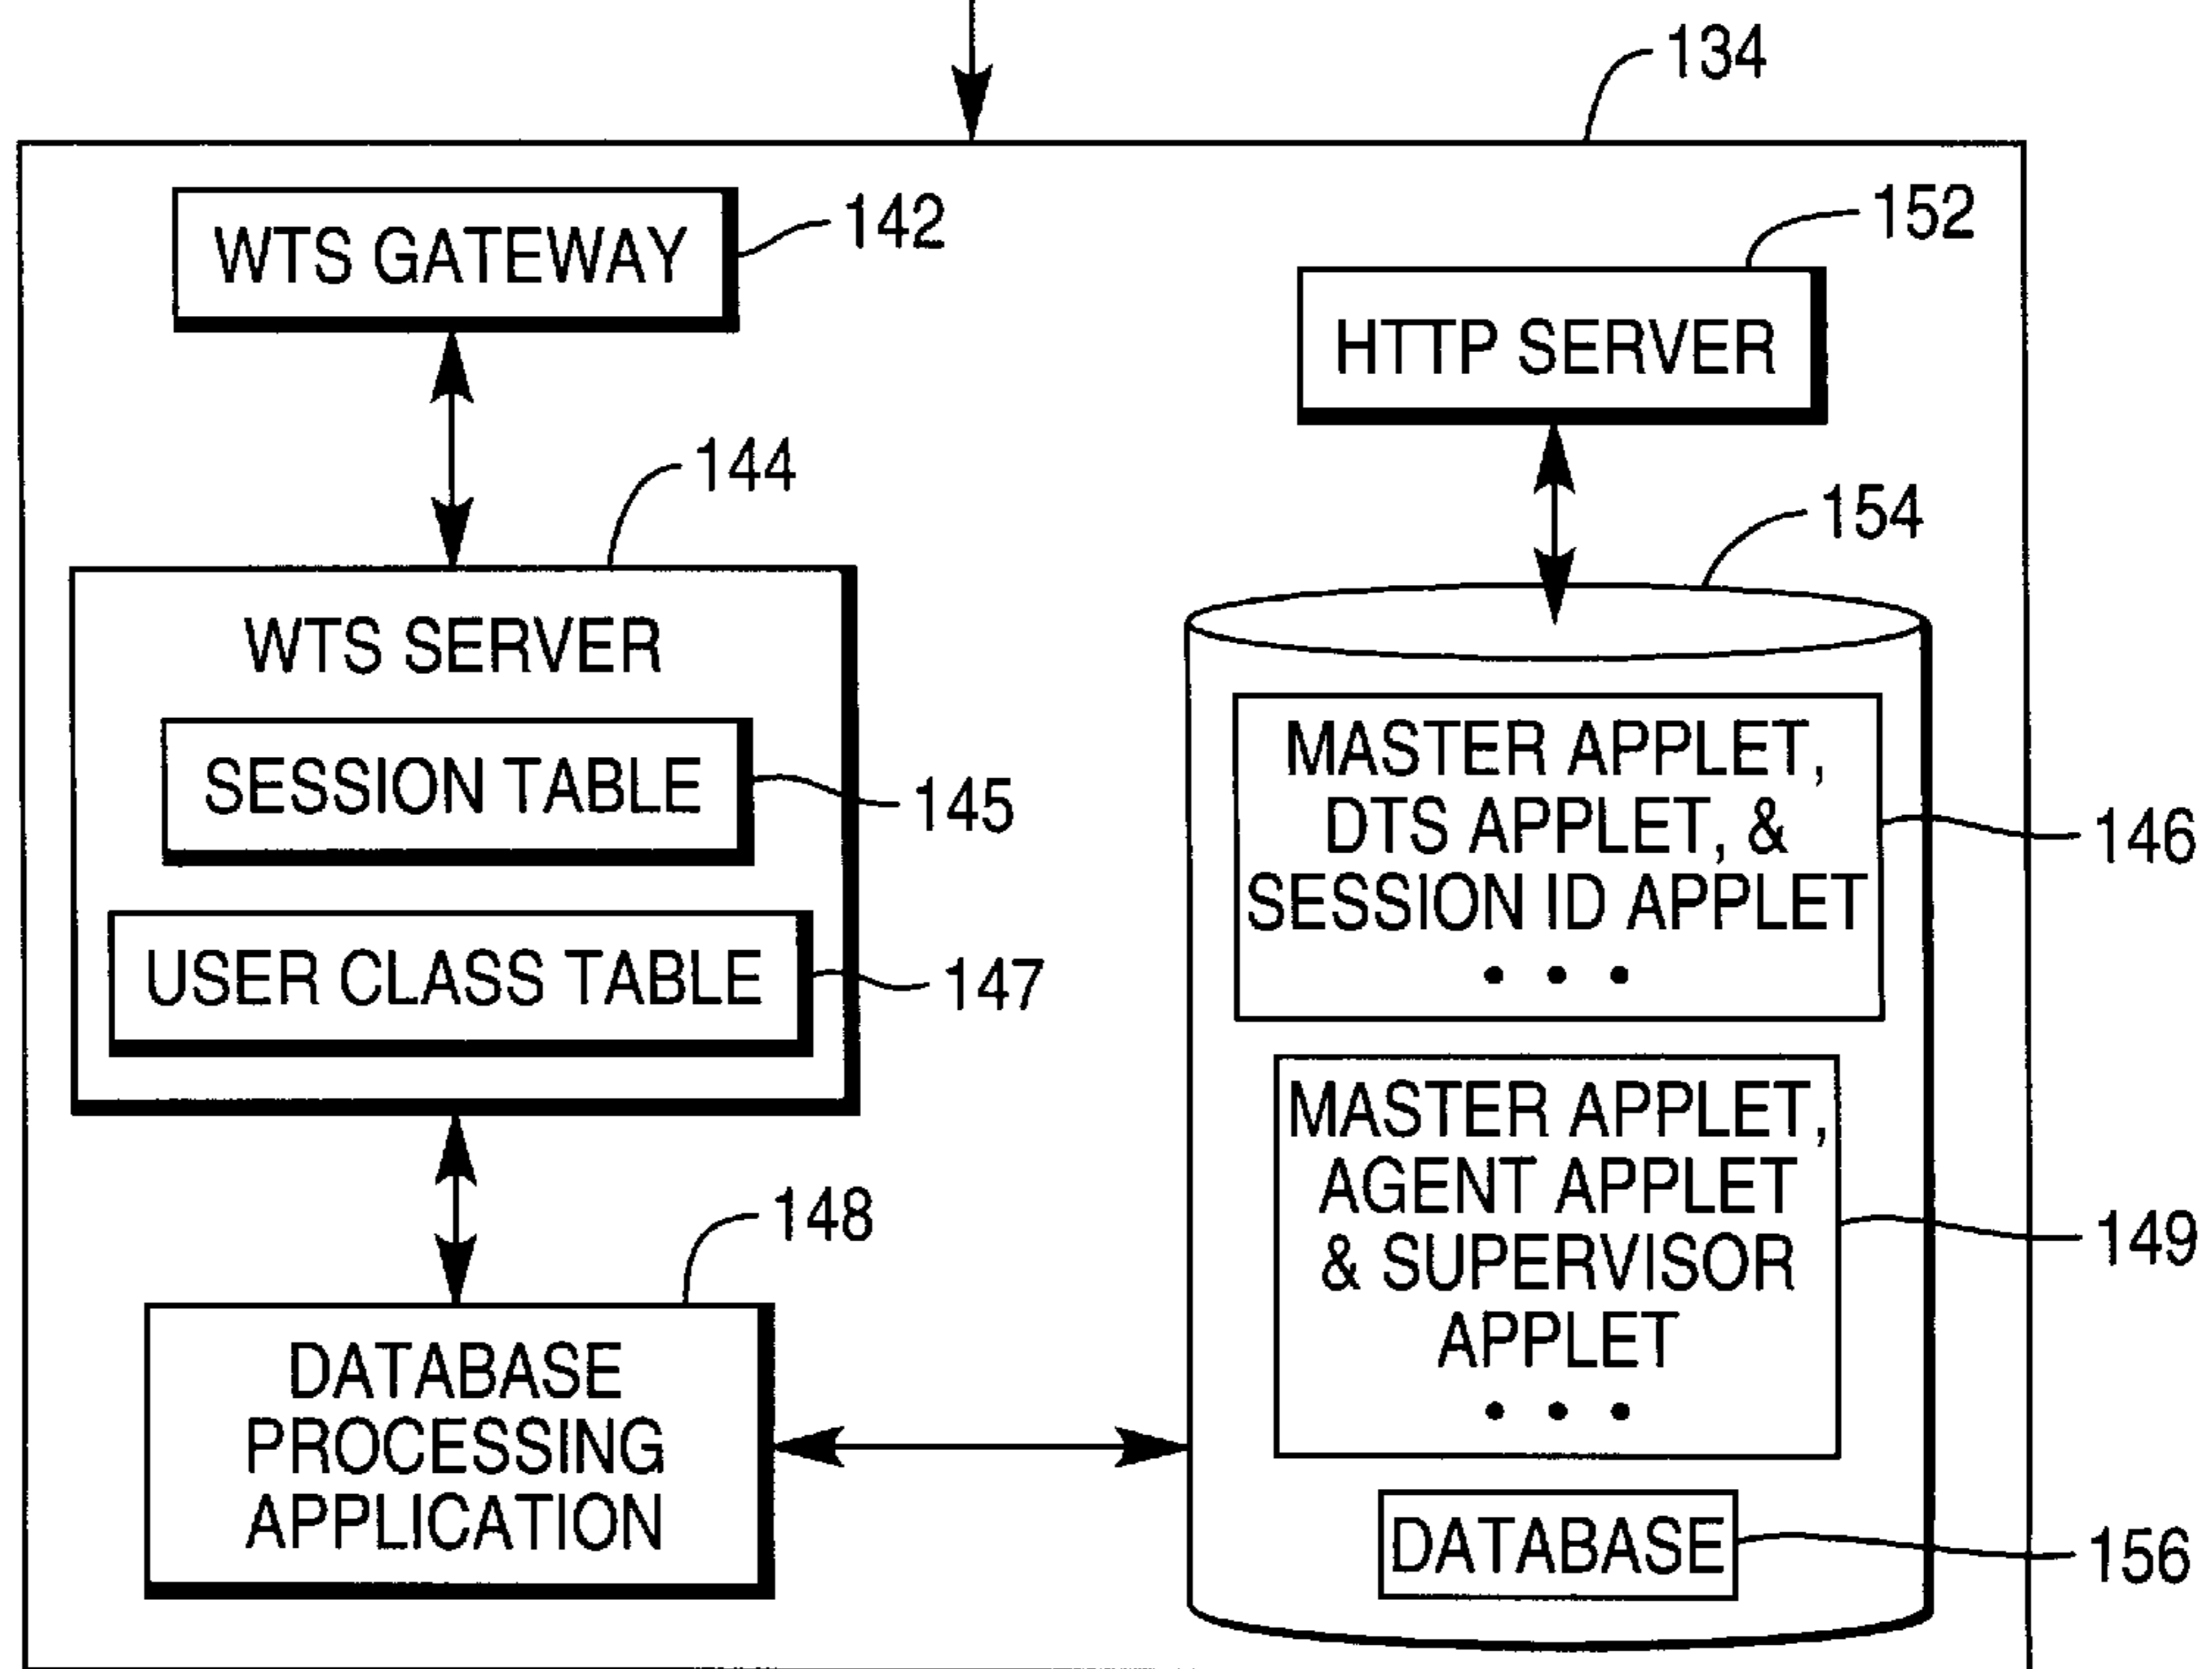 134
WTS GATEWAY
142
152
HTTP SERVER
144
154
WTS SERVER
SESSION TABLE
145
USER CLASS TABLE
147
MASTER APPLET,
DTS APPLET, &
SESSION ID APPLET
• • •
146
MASTER APPLET,
AGENT APPLET
& SUPERVISOR
APPLET
• • •
149
148
DATABASE
PROCESSING
APPLICATION
DATABASE
156